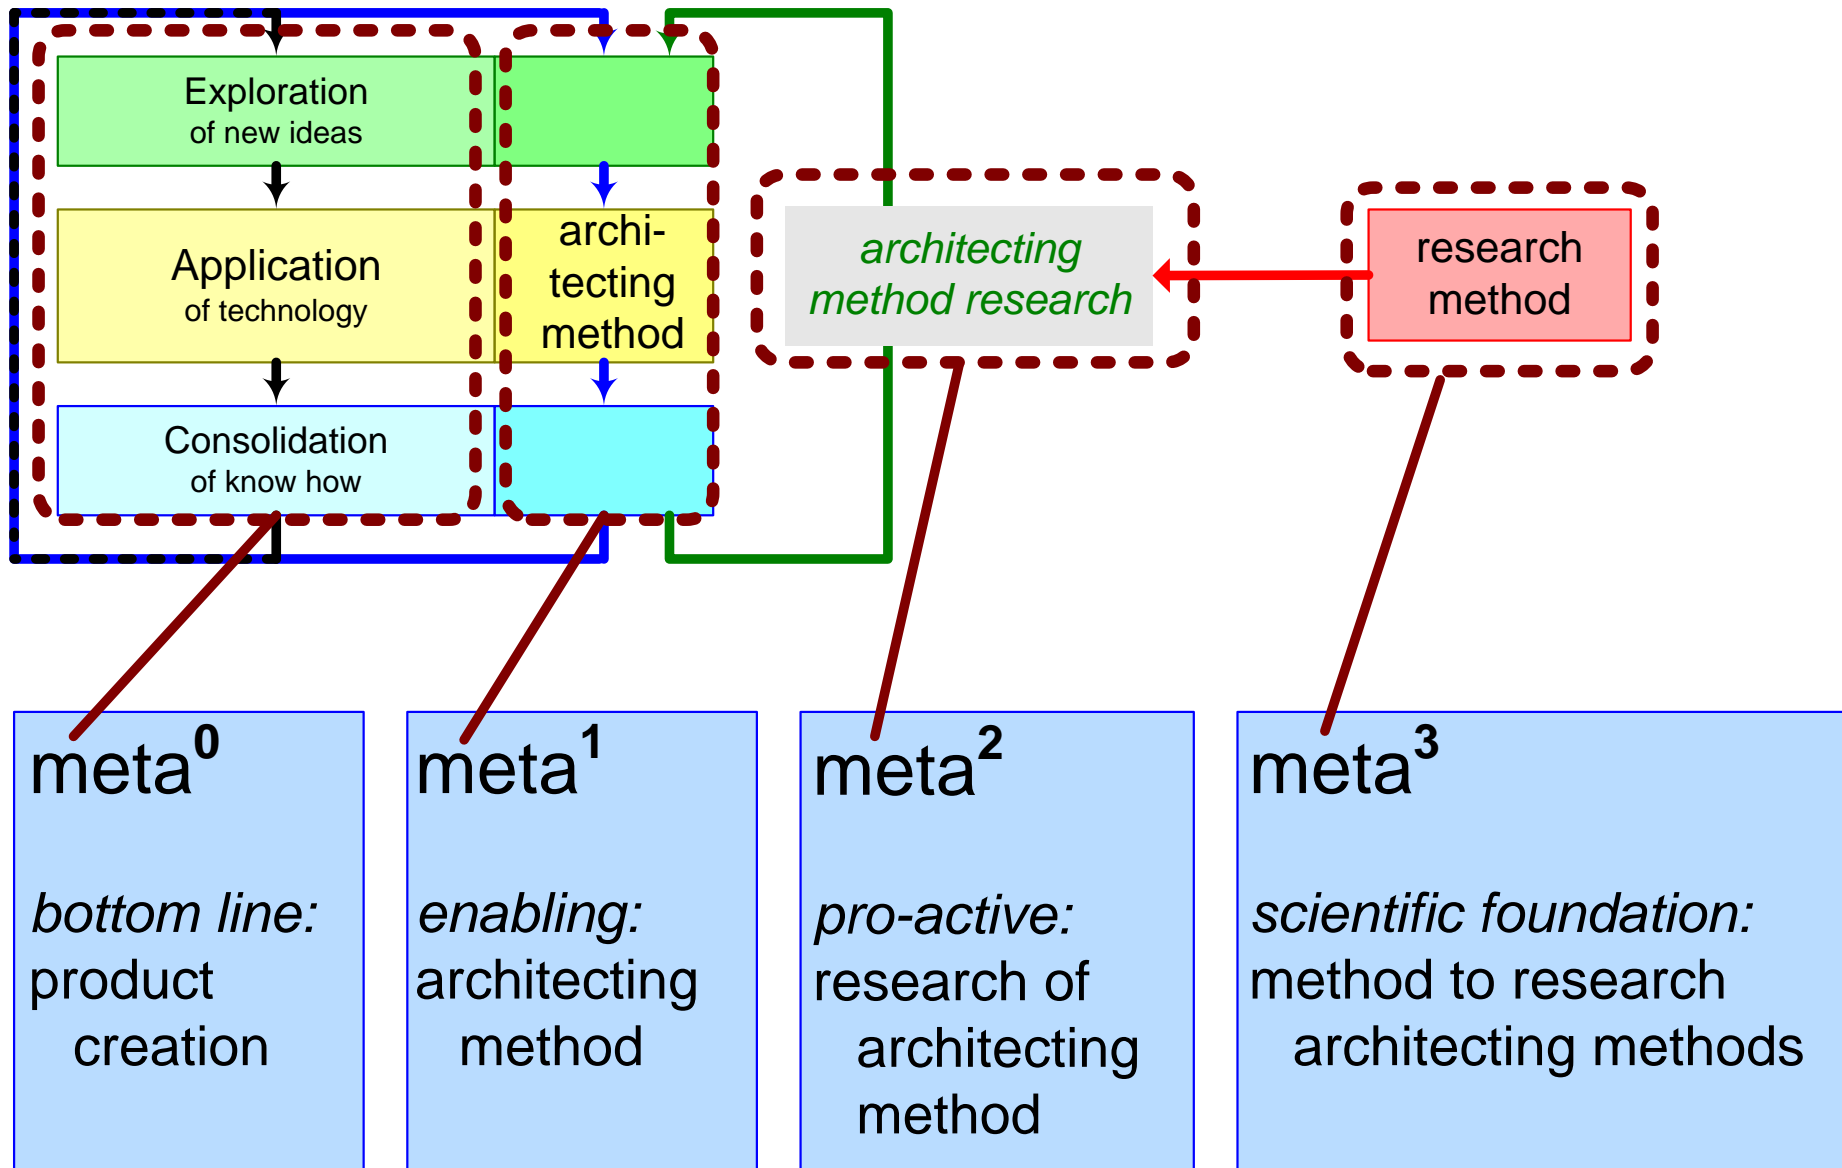 Exploration
of new ideas
Application
of technology
archi-
tecting
method
Consolidation
of know how
architecting
method research
research
method
meta0
bottom line:
product
creation
meta1
enabling:
architecting
method
meta2
pro-active:
research of
architecting
method
meta3
scientific foundation:
method to research
architecting methods